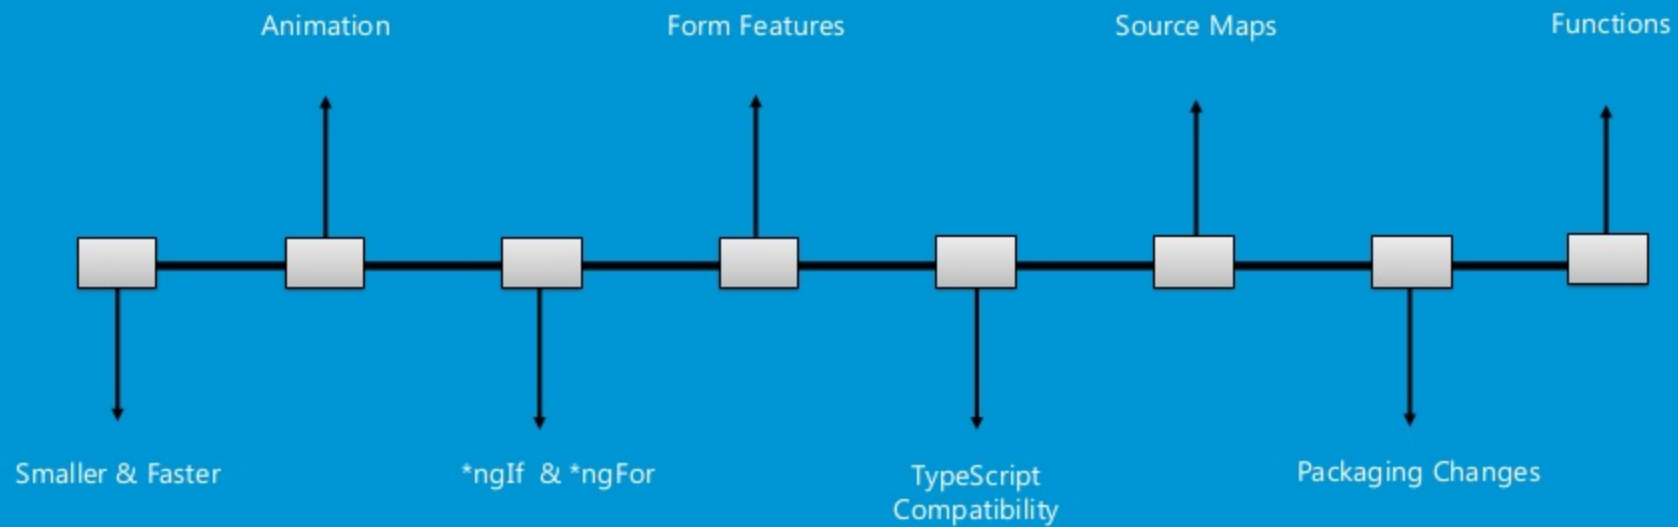 Animation
Form Features
Source Maps
Functions
Smaller & Faster
*ngIf & *ngFor
TypeScript
Compatibility
Packaging Changes